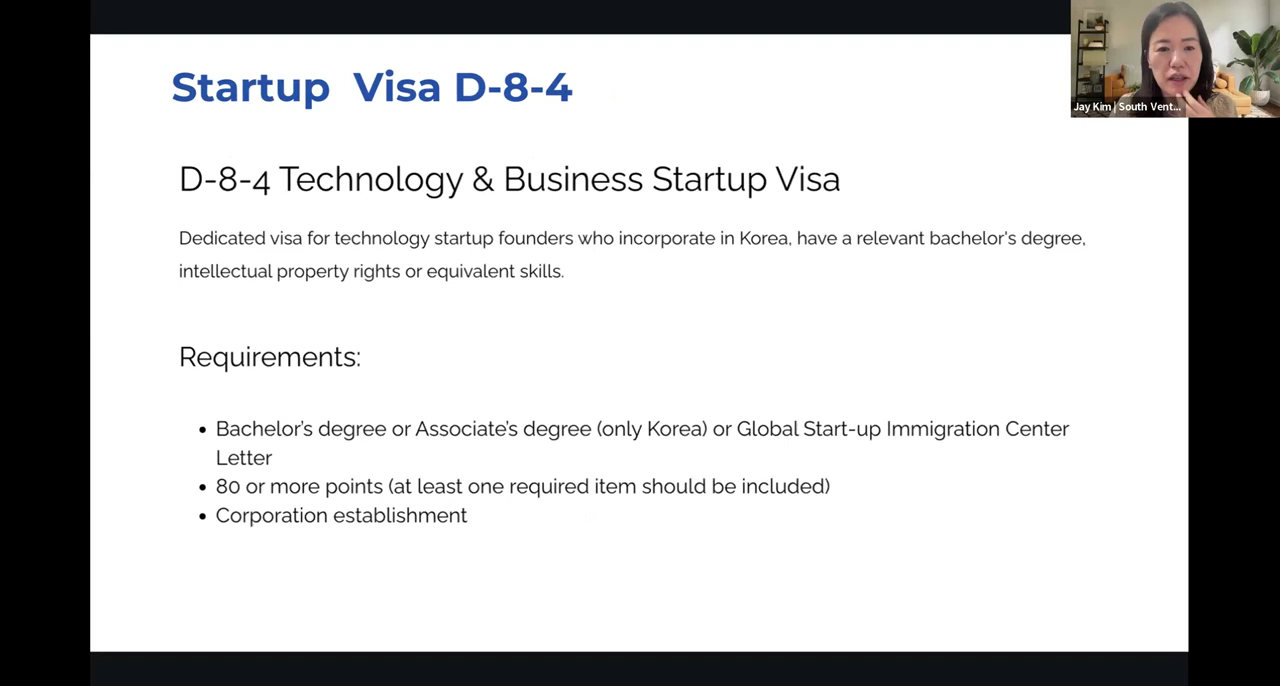 Startup Visa D-8-4
Jay Kim | South Vent...
D-8-4 Technology & Business Startup Visa
Dedicated visa for technology startup founders who incorporate in Korea, have a relevant bachelor's degree,
intellectual property rights or equivalent skills.
Requirements:
• Bachelor's degree or Associate's degree (only Korea) or Global Start-up Immigration Center
Letter
• 80 or more points (at least one required item should be included)
• Corporation establishment